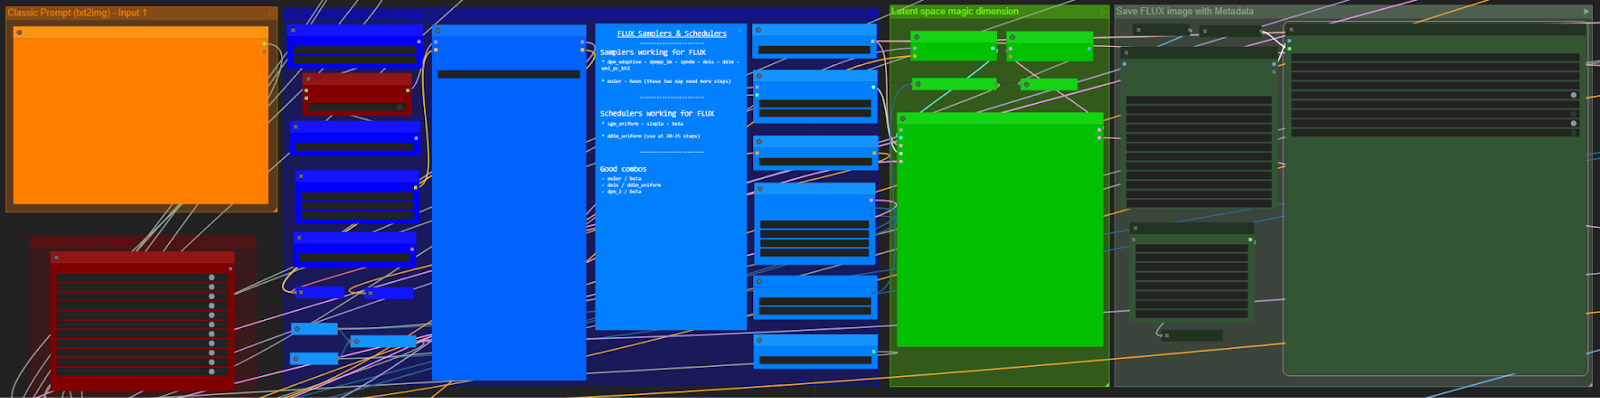 Classic Prompt (txt2img) - Input 1
FLUX Samplers & Schedulers
------------------------
Samplers working for FLUX
* dpm_adaptive - dpmpp_2m - ipndm - deis - ddim -
uni_pc_bh2
* euler - heun (these two may need more steps)
------------------------
Schedulers working for FLUX
* sgm_uniform - simple - beta
* ddim_uniform (use at 20-35 steps)
------------------------
Good combos
- euler / beta
- deis / ddim_uniform
- dpm_2 / beta
Latent space magic dimension
Save FLUX image with Metadata